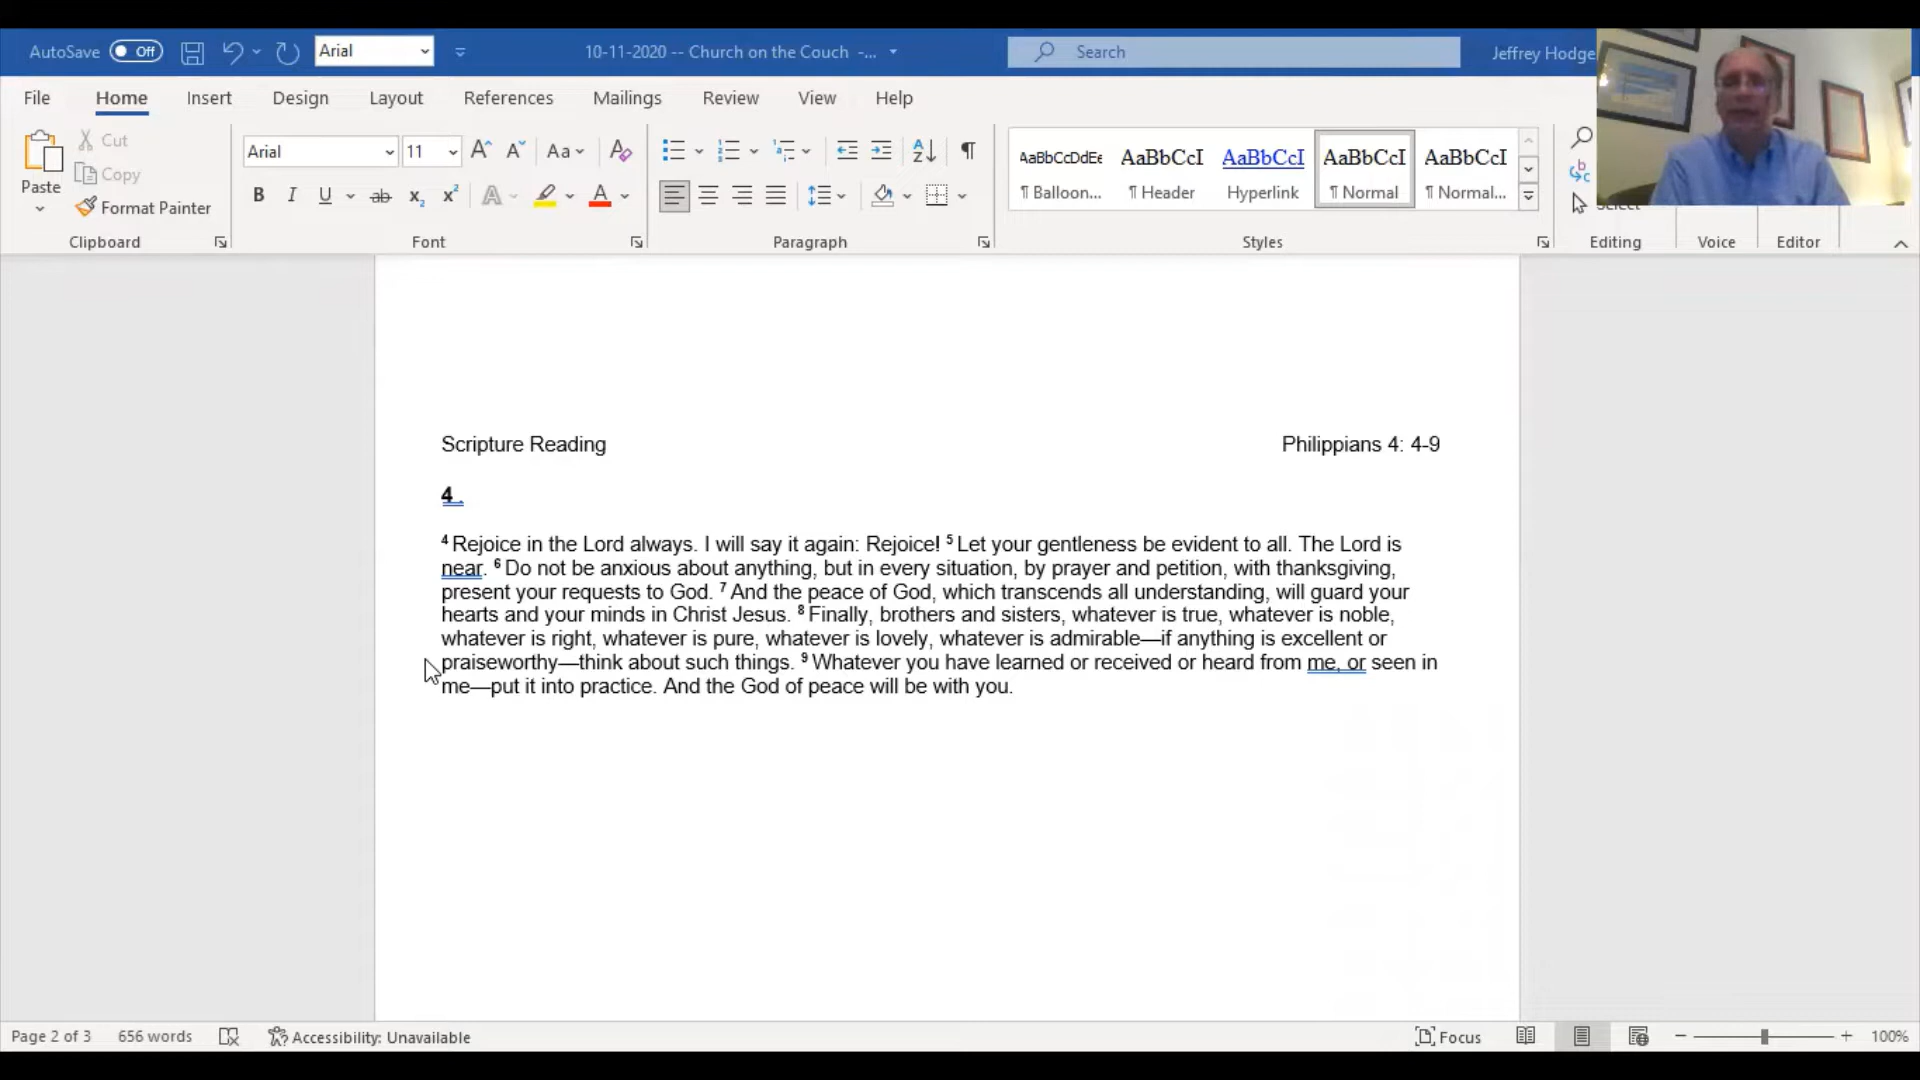 AutoSave Off Arial 10-11-2020 -- Church on the Couch -... Search Jeffrey Hodge
File Home Insert Design Layout References Mailings Review View Help
Paste Cut Copy Format Painter
Arial 11 Aa
AaBbCcDdEe AaBbCcI AaBbCcI AaBbCcI AaBbCcI
¶ Balloon... ¶ Header Hyperlink ¶ Normal ¶ Normal...
Clipboard Font Paragraph Styles Editing Voice Editor
Scripture Reading Philippians 4: 4-9
4 .
4 Rejoice in the Lord always. I will say it again: Rejoice! 5 Let your gentleness be evident to all. The Lord is
near. 6 Do not be anxious about anything, but in every situation, by prayer and petition, with thanksgiving,
present your requests to God. 7 And the peace of God, which transcends all understanding, will guard your
hearts and your minds in Christ Jesus. 8 Finally, brothers and sisters, whatever is true, whatever is noble,
whatever is right, whatever is pure, whatever is lovely, whatever is admirable—if anything is excellent or
praiseworthy—think about such things. 9 Whatever you have learned or received or heard from me, or seen in
me—put it into practice. And the God of peace will be with you.
Page 2 of 3 656 words Accessibility: Unavailable Focus 100%